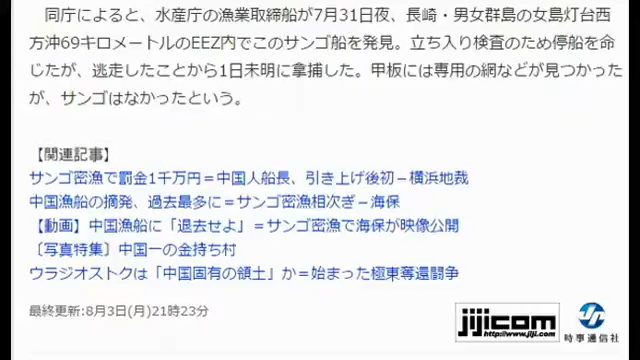 同庁によると、水産庁の漁業取締船が7月31日夜、長崎・男女群島の女島灯台西
方沖69キロメートルのEEZ内でこのサンゴ船を発見。立ち入り検査のため停船を命
じたが、逃走したことから1日未明に拿捕した。甲板には専用の網などが見つかった
が、サンゴはなかったという。
【関連記事】
サンゴ密漁で罰金1千万円＝中国人船長、引き上げ後初－横浜地裁
中国漁船の摘発、過去最多に＝サンゴ密漁相次ぎ－海保
【動画】中国漁船に「退去せよ」＝サンゴ密漁で海保が映像公開
〔写真特集〕中国一の金持ち村
ウラジオストクは「中国固有の領土」か＝始まった極東奪還闘争
最終更新:8月3日(月)21時23分
jijicom
http://www.jiji.com
時事通信社